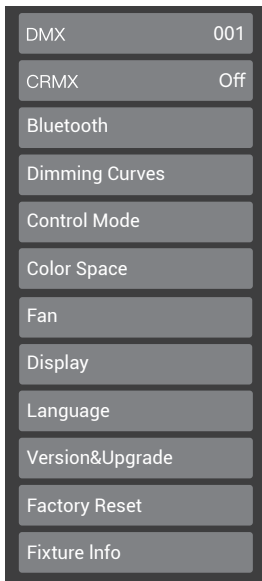 DMX 001
CRMX Off
Bluetooth
Dimming Curves
Control Mode
Color Space
Fan
Display
Language
Version&Upgrade
Factory Reset
Fixture Info